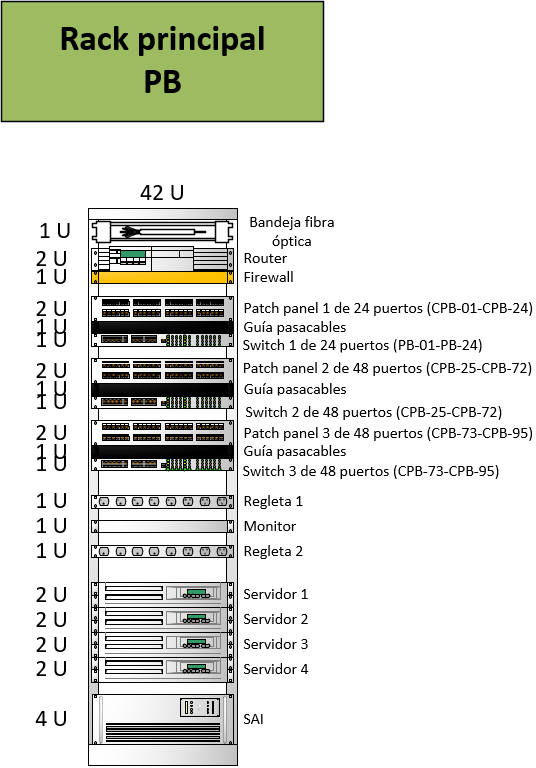 Rack principal
PB
42 U
1 U Bandeja fibra
óptica
2 U Router
1 U Firewall
2 U Patch panel 1 de 24 puertos (CPB-01-CPB-24)
1 U Guía pasacables
1 U Switch 1 de 24 puertos (PB-01-PB-24)
2 U Patch panel 2 de 48 puertos (CPB-25-CPB-72)
1 U Guía pasacables
1 U Switch 2 de 48 puertos (CPB-25-CPB-72)
2 U Patch panel 3 de 48 puertos (CPB-73-CPB-95)
1 U Guía pasacables
1 U Switch 3 de 48 puertos (CPB-73-CPB-95)
1 U Regleta 1
1 U Monitor
1 U Regleta 2
2 U Servidor 1
2 U Servidor 2
2 U Servidor 3
2 U Servidor 4
4 U SAI